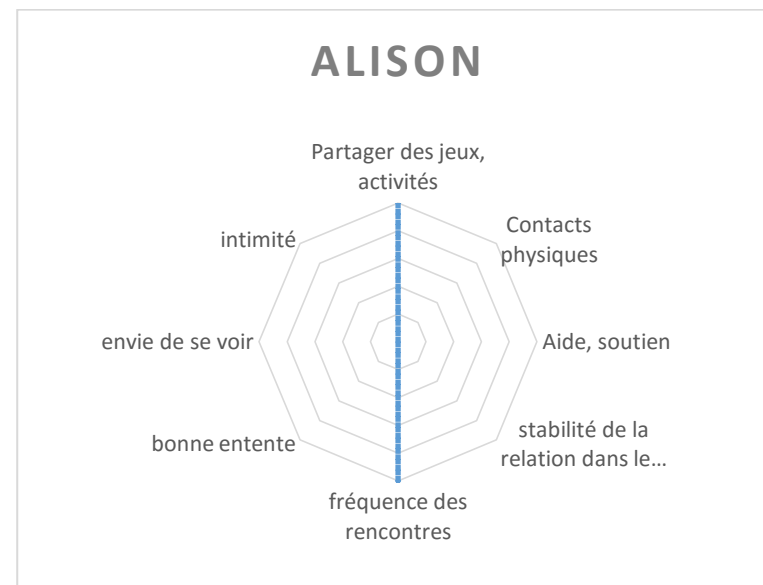 ALISON
Partager des jeux,
activités
Contacts
physiques
intimité
envie de se voir
Aide, soutien
bonne entente
stabilité de la
relation dans le…
fréquence des
rencontres